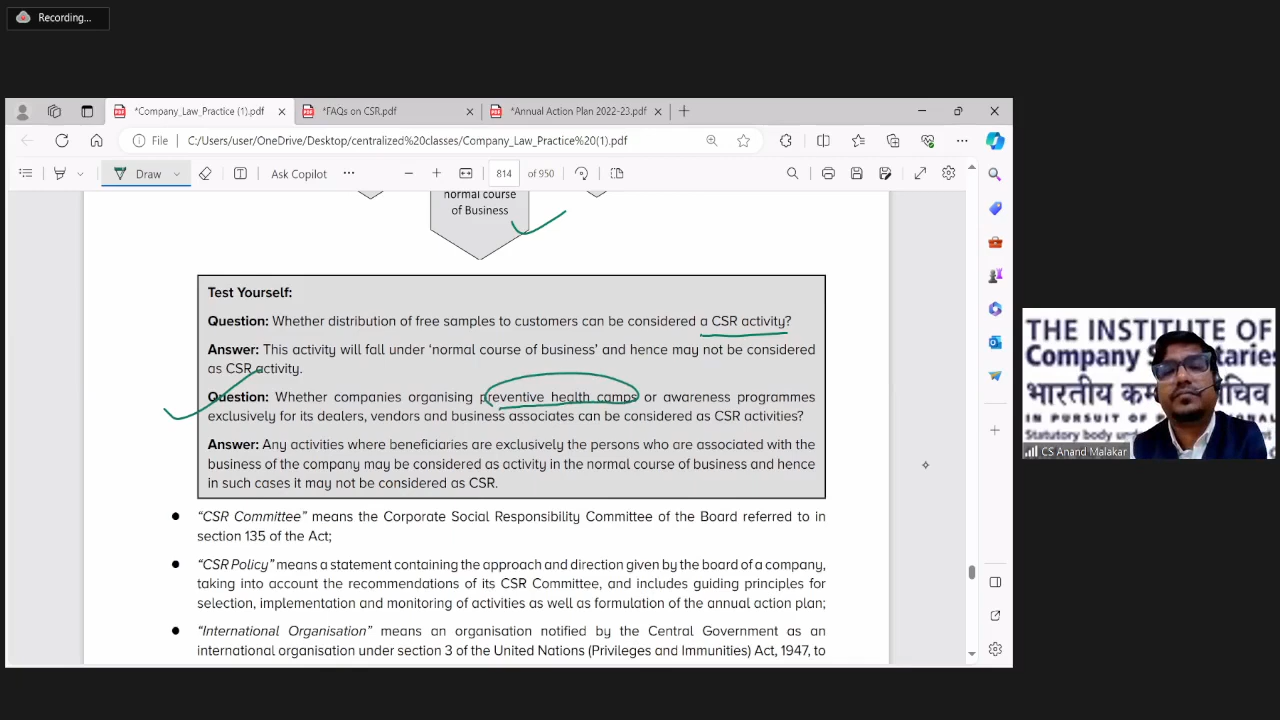 Recording...
*Company_Law_Practice (1).pdf
*FAQs on CSR.pdf
*Annual Action Plan 2022-23.pdf
File
C:/Users/user/OneDrive/Desktop/centralized%20classes/Company_Law_Practice%20(1).pdf
Draw
Ask Copilot
814
of 950
normal course
of Business
Test Yourself:
Question: Whether distribution of free samples to customers can be considered a CSR activity?
Answer: This activity will fall under ‘normal course of business’ and hence may not be considered
as CSR activity.
Question: Whether companies organising preventive health camps or awareness programmes
exclusively for its dealers, vendors and business associates can be considered as CSR activities?
Answer: Any activities where beneficiaries are exclusively the persons who are associated with the
business of the company may be considered as activity in the normal course of business and hence
in such cases it may not be considered as CSR.
● “CSR Committee” means the Corporate Social Responsibility Committee of the Board referred to in
section 135 of the Act;
● “CSR Policy” means a statement containing the approach and direction given by the board of a company,
taking into account the recommendations of its CSR Committee, and includes guiding principles for
selection, implementation and monitoring of activities as well as formulation of the annual action plan;
● “International Organisation” means an organisation notified by the Central Government as an
international organisation under section 3 of the United Nations (Privileges and Immunities) Act, 1947, to
THE INSTITUTE OF
Company
भारतीय
IN PURSUIT OF
Statutory body
CS Anand Malakar